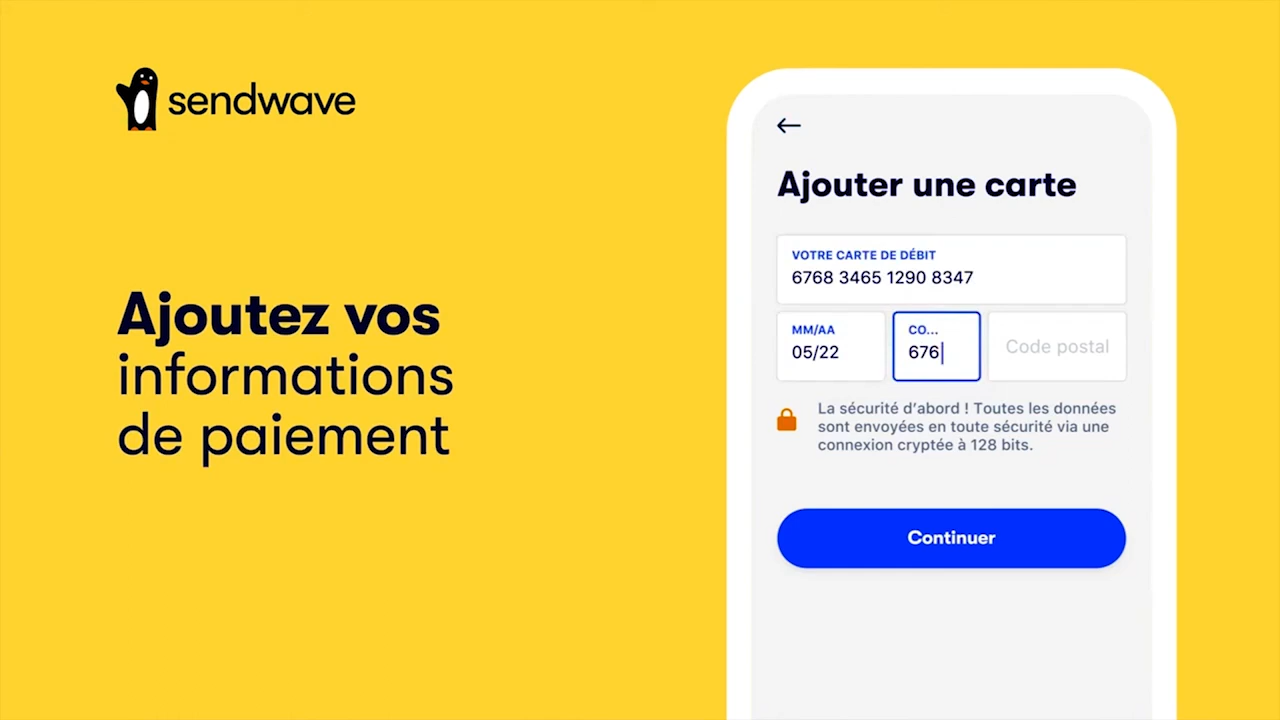 sendwave
Ajoutez vos
informations
de paiement
Ajouter une carte
VOTRE CARTE DE DÉBIT
6768 3465 1290 8347
MM/AA
05/22
CO...
676
Code postal
La sécurité d'abord ! Toutes les données
sont envoyées en toute sécurité via une
connexion cryptée à 128 bits.
Continuer